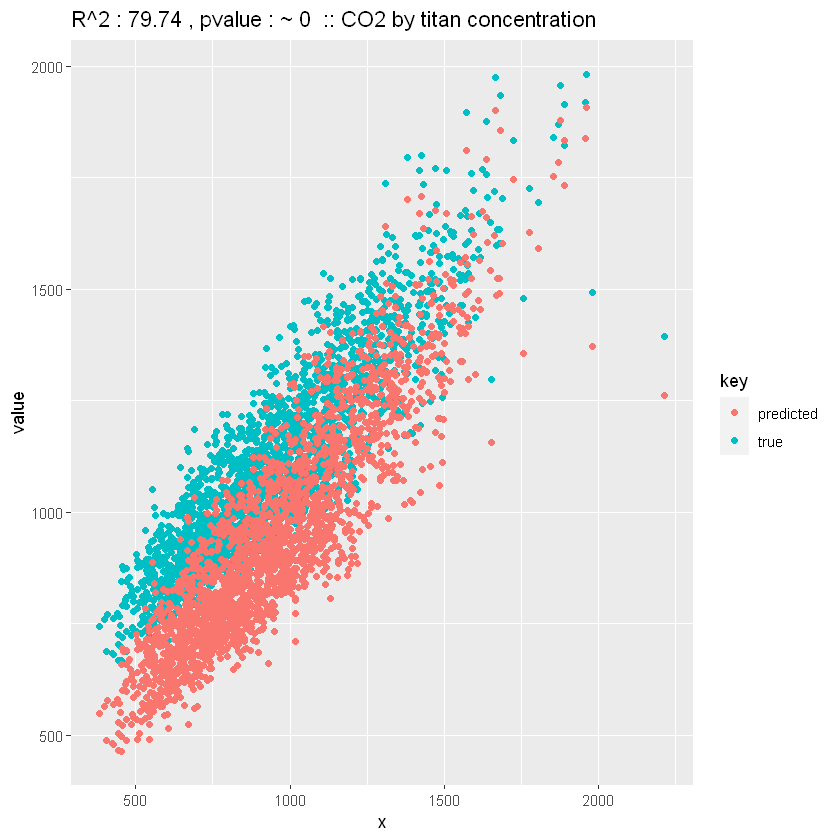 R^2 : 79.74 , pvalue : ~ 0  :: CO2 by titan concentration
2000
1500
1000
500
value
500 1000 1500 2000
x
key
predicted
true